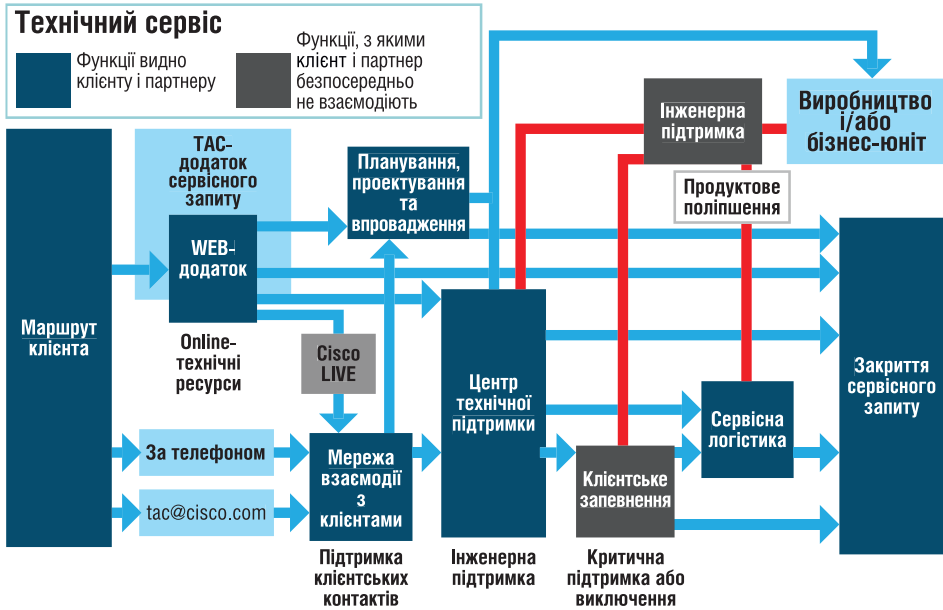 Технічний сервіс
Функції видно
клієнту і партнеру
Функції, з якими
клієнт і партнер
безпосередньо
не взаємодіють
Маршрут
клієнта
ТАС-
додаток
сервісного
запиту
WEB-
додаток
Online-
технічні
ресурси
За телефоном
tac@cisco.com
Cisco
LIVE
Планування,
проектування
та
впровадження
Мережа
взаємодії
з
клієнтами
Підтримка
клієнтських
контактів
Центр
технічної
підтримки
Інженерна
підтримка
Інженерна
підтримка
Продуктове
поліпшення
Виробництво
і/або
бізнес-юніт
Клієнтське
запевнення
Критична
підтримка або
виключення
Сервісна
логістика
Закриття
сервісного
запиту